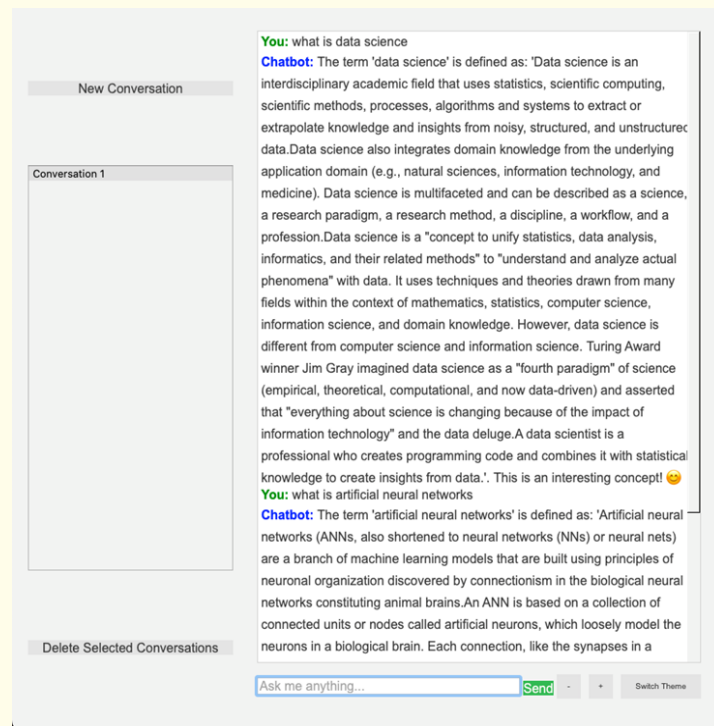 New Conversation
Conversation 1
Delete Selected Conversations
You: what is data science
Chatbot: The term 'data science' is defined as: 'Data science is an
interdisciplinary academic field that uses statistics, scientific computing,
scientific methods, processes, algorithms and systems to extract or
extrapolate knowledge and insights from noisy, structured, and unstructured
data.Data science also integrates domain knowledge from the underlying
application domain (e.g., natural sciences, information technology, and
medicine). Data science is multifaceted and can be described as a science,
a research paradigm, a research method, a discipline, a workflow, and a
profession.Data science is a "concept to unify statistics, data analysis,
informatics, and their related methods" to "understand and analyze actual
phenomena" with data. It uses techniques and theories drawn from many
fields within the context of mathematics, statistics, computer science,
information science, and domain knowledge. However, data science is
different from computer science and information science. Turing Award
winner Jim Gray imagined data science as a "fourth paradigm" of science
(empirical, theoretical, computational, and now data-driven) and asserted
that "everything about science is changing because of the impact of
information technology" and the data deluge.A data scientist is a
professional who creates programming code and combines it with statistical
knowledge to create insights from data.'. This is an interesting concept! 😊
You: what is artificial neural networks
Chatbot: The term 'artificial neural networks' is defined as: 'Artificial neural
networks (ANNs, also shortened to neural networks (NNs) or neural nets)
are a branch of machine learning models that are built using principles of
neuronal organization discovered by connectionism in the biological neural
networks constituting animal brains.An ANN is based on a collection of
connected units or nodes called artificial neurons, which loosely model the
neurons in a biological brain. Each connection, like the synapses in a
Ask me anything...
Send
-
+
Switch Theme